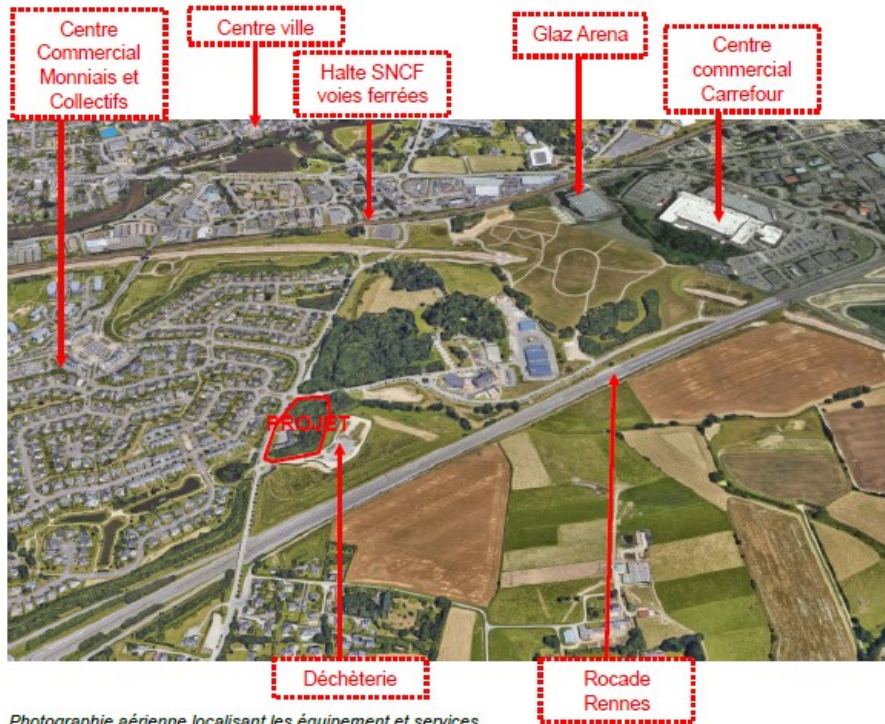 Centre
Commercial
Monniais et
Collectifs
Centre ville
Halte SNCF
voies ferrées
Glaz Arena
Centre
commercial
Carrefour
PROJET
Déchèterie
Rocade
Rennes
Photographie aérienne localisant les équipement et services